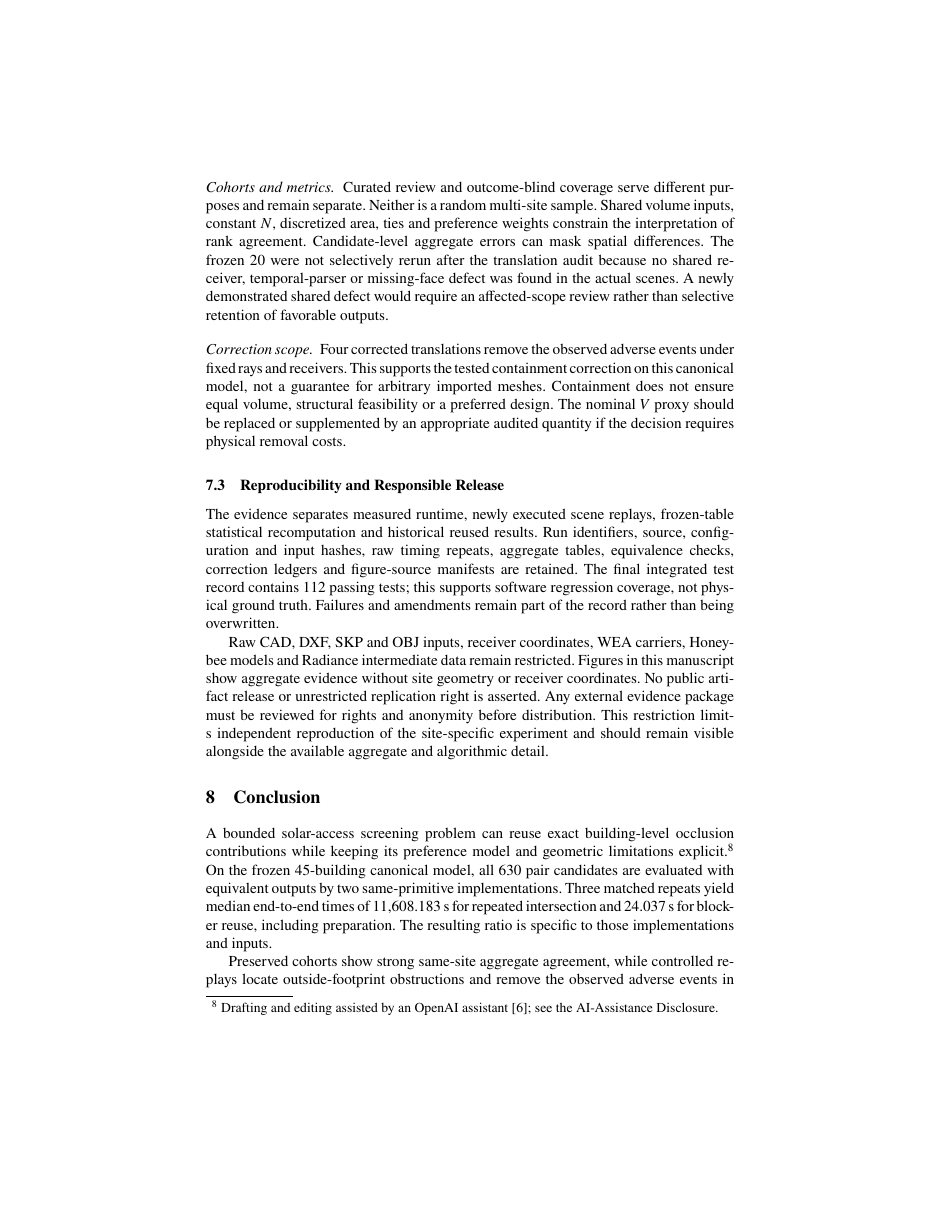 Cohorts and metrics. Curated review and outcome-blind coverage serve different pur-
poses and remain separate. Neither is a random multi-site sample. Shared volume inputs,
constant N, discretized area, ties and preference weights constrain the interpretation of
rank agreement. Candidate-level aggregate errors can mask spatial differences. The
frozen 20 were not selectively rerun after the translation audit because no shared re-
ceiver, temporal-parser or missing-face defect was found in the actual scenes. A newly
demonstrated shared defect would require an affected-scope review rather than selective
retention of favorable outputs.
Correction scope. Four corrected translations remove the observed adverse events under
fixed rays and receivers. This supports the tested containment correction on this canonical
model, not a guarantee for arbitrary imported meshes. Containment does not ensure
equal volume, structural feasibility or a preferred design. The nominal V proxy should
be replaced or supplemented by an appropriate audited quantity if the decision requires
physical removal costs.
7.3 Reproducibility and Responsible Release
The evidence separates measured runtime, newly executed scene replays, frozen-table
statistical recomputation and historical reused results. Run identifiers, source, config-
uration and input hashes, raw timing repeats, aggregate tables, equivalence checks,
correction ledgers and figure-source manifests are retained. The final integrated test
record contains 112 passing tests; this supports software regression coverage, not phys-
ical ground truth. Failures and amendments remain part of the record rather than being
overwritten.
Raw CAD, DXF, SKP and OBJ inputs, receiver coordinates, WEA carriers, Honey-
bee models and Radiance intermediate data remain restricted. Figures in this manuscript
show aggregate evidence without site geometry or receiver coordinates. No public arti-
fact release or unrestricted replication right is asserted. Any external evidence package
must be reviewed for rights and anonymity before distribution. This restriction limit-
s independent reproduction of the site-specific experiment and should remain visible
alongside the available aggregate and algorithmic detail.
8 Conclusion
A bounded solar-access screening problem can reuse exact building-level occlusion
contributions while keeping its preference model and geometric limitations explicit.8
On the frozen 45-building canonical model, all 630 pair candidates are evaluated with
equivalent outputs by two same-primitive implementations. Three matched repeats yield
median end-to-end times of 11,608.183 s for repeated intersection and 24.037 s for block-
er reuse, including preparation. The resulting ratio is specific to those implementations
and inputs.
Preserved cohorts show strong same-site aggregate agreement, while controlled re-
plays locate outside-footprint obstructions and remove the observed adverse events in
8 Drafting and editing assisted by an OpenAI assistant [6]; see the AI-Assistance Disclosure.